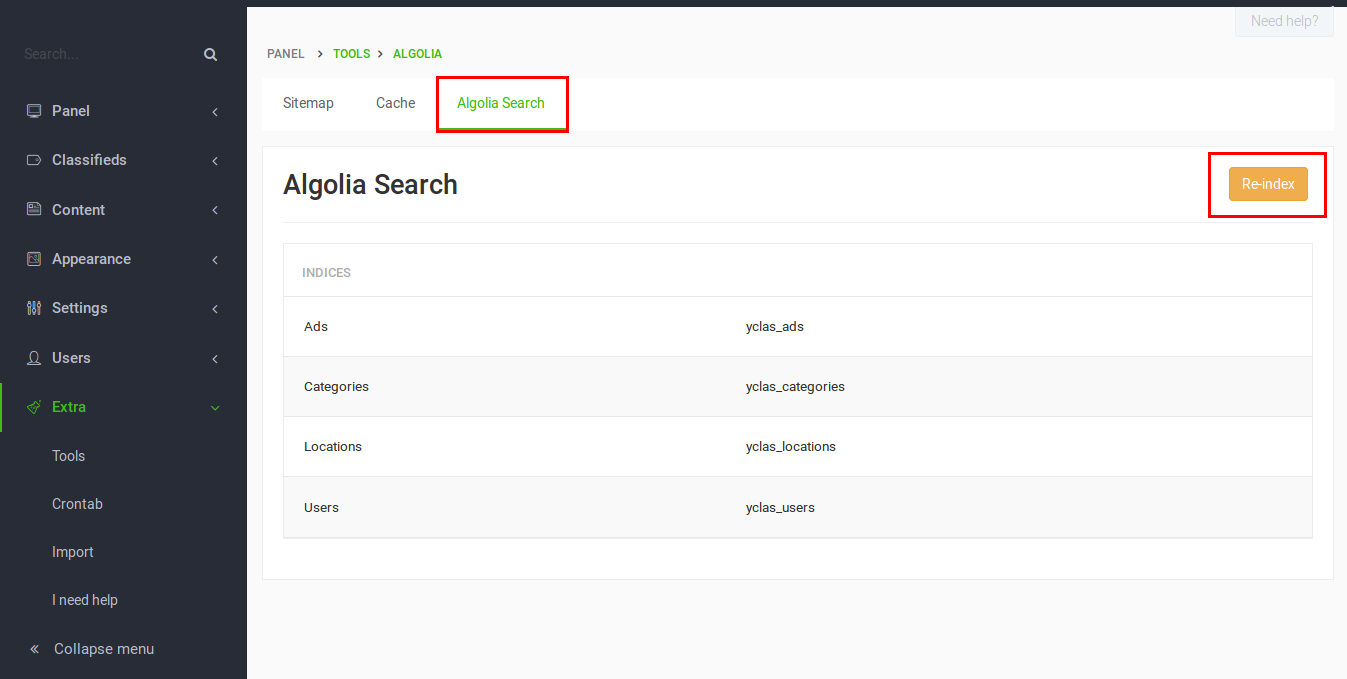 Need help?
Search...
PANEL > TOOLS > ALGOLIA
Sitemap Cache Algolia Search
Panel
Classifieds
Content
Appearance
Settings
Users
Extra
Tools
Crontab
Import
I need help
« Collapse menu
Algolia Search
Re-index
INDICES
Ads yclas_ads
Categories yclas_categories
Locations yclas_locations
Users yclas_users